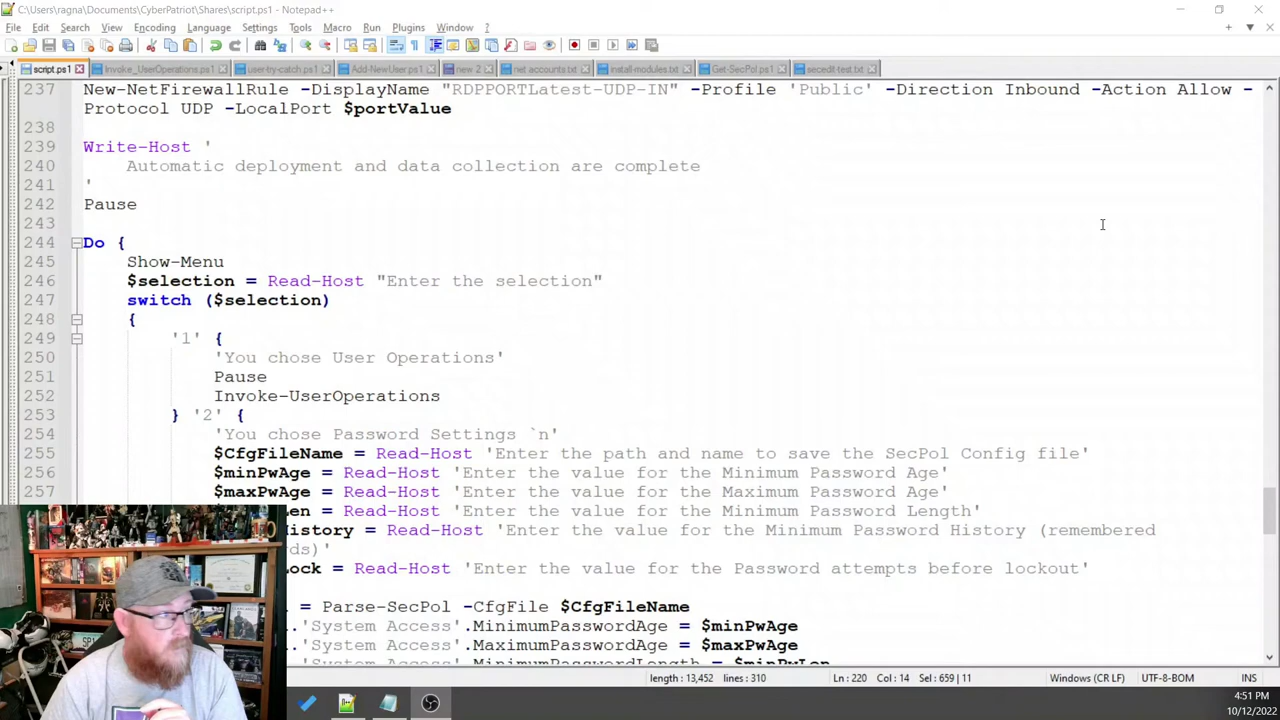 C:\Users\ragna\Documents\CyberPatriot\Shares\script.ps1 - Notepad++
File Edit Search View Encoding Language Settings Tools Macro Run Plugins Window ?
script.ps1 Invoke_UserOperations.ps1 user-try-catch.ps1 Add-NewUser.ps1 new 2 net accounts.txt install-modules.txt Get-SecPol.ps1 secedit-test.txt
237 New-NetFirewallRule -DisplayName "RDPPORTLatest-UDP-IN" -Profile 'Public' -Direction Inbound -Action Allow -
Protocol UDP -LocalPort $portValue
238
239 Write-Host '
240 Automatic deployment and data collection are complete
241 '
242 Pause
243
244 Do {
245 Show-Menu
246 $selection = Read-Host "Enter the selection"
247 switch ($selection)
248 {
249 '1' {
250 'You chose User Operations'
251 Pause
252 Invoke-UserOperations
253 } '2' {
254 'You chose Password Settings `n'
255 $CfgFileName = Read-Host 'Enter the path and name to save the SecPol Config file'
256 $minPwAge = Read-Host 'Enter the value for the Minimum Password Age'
257 $maxPwAge = Read-Host 'Enter the value for the Maximum Password Age'
Len = Read-Host 'Enter the value for the Minimum Password Length'
History = Read-Host 'Enter the value for the Minimum Password History (remembered
rds)'
Lock = Read-Host 'Enter the value for the Password attempts before lockout'
= Parse-SecPol -CfgFile $CfgFileName
.'System Access'.MinimumPasswordAge = $minPwAge
.'System Access'.MaximumPasswordAge = $maxPwAge
.'System Access'.MinimumPasswordLength = $minPwLen
length : 13,452 lines : 310 Ln : 220 Col : 14 Sel : 659 | 11 Windows (CR LF) UTF-8-BOM INS
4:51 PM
10/12/2022